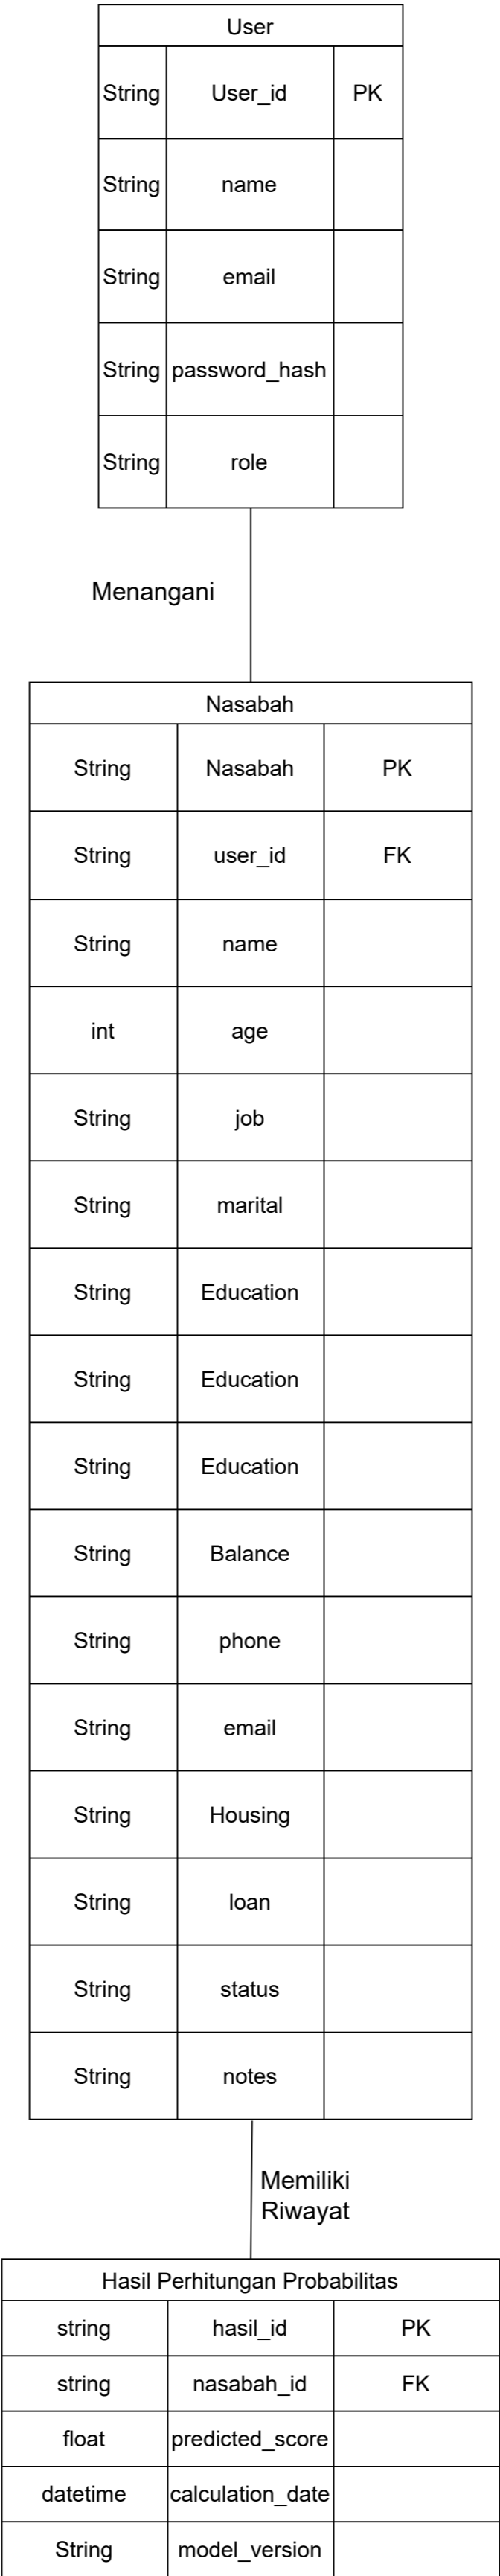 User
String User_id PK
String name
String email
String password_hash
String role
Menangani
Nasabah
String Nasabah PK
String user_id FK
String name
int age
String job
String marital
String Education
String Education
String Education
String Balance
String phone
String email
String Housing
String loan
String status
String notes
Memiliki
Riwayat
Hasil Perhitungan Probabilitas
string hasil_id PK
string nasabah_id FK
float predicted_score
datetime calculation_date
String model_version